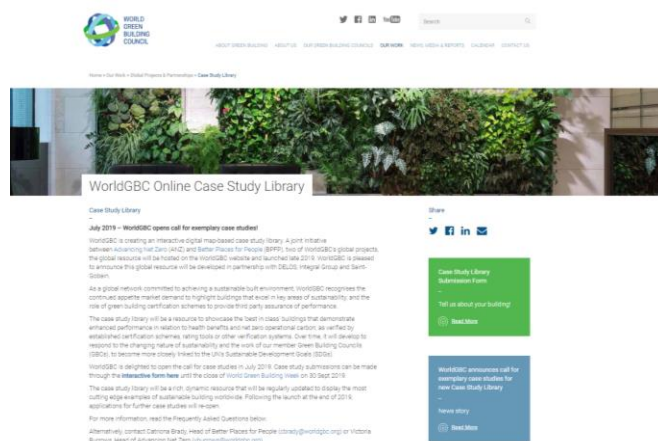 WORLD
GREEN
BUILDING
COUNCIL
Search
ABOUT GREEN BUILDING ABOUT US OUR GREEN BUILDING COUNCILS OUR WORK NEWS, MEDIA & REPORTS CALENDAR CONTACT US
Home » Our Work » Global Projects & Partnerships » Case Study Library
WorldGBC Online Case Study Library
Case Study Library
July 2019 – WorldGBC opens call for exemplary case studies!
WorldGBC is creating an interactive digital map-based case study library. A joint initiative
between Advancing Net Zero (ANZ) and Better Places for People (BPFP), two of WorldGBC's global projects,
the global resource will be hosted on the WorldGBC website and launched late 2019. WorldGBC is pleased
to announce this global resource will be developed in partnership with DELOS, Integral Group and Saint-
Gobain.
As a global network committed to achieving a sustainable built environment, WorldGBC recognises the
continued appetite market demand to highlight buildings that excel in key areas of sustainability, and the
role of green building certification schemes to provide third party assurance of performance.
The case study library will be a resource to showcase the 'best in class' buildings that demonstrate
enhanced performance in relation to health benefits and net zero operational carbon, as verified by
established certification schemes, rating tools or other verification systems. Over time, it will develop to
respond to the changing nature of sustainability and the work of our member Green Building Councils
(GBCs), to become more closely linked to the UN's Sustainable Development Goals (SDGs).
WorldGBC is delighted to open the call for case studies in July 2019. Case study submissions can be made
through the interactive form here, until the close of World Green Building Week on 30 Sept 2019.
The case study library will be a rich, dynamic resource that will be regularly updated to display the most
cutting edge examples of sustainable building worldwide. Following the launch at the end of 2019,
applications for further case studies will re-open.
For more information, read the Frequently Asked Questions below.
Alternatively, contact Catriona Brady, Head of Better Places for People (cbrady@worldgbc.org) or Victoria
Burrows, Head of Advancing Net Zero
Share
Case Study Library
Submission Form
Tell us about your building!
Read More
WorldGBC announces call for
exemplary case studies for
new Case Study Library
News story
Read More